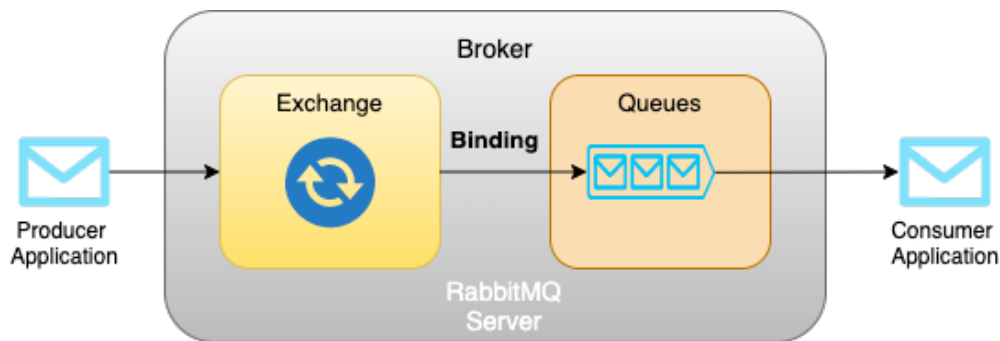 Broker
Exchange
Binding
Queues
Producer
Application
Consumer
Application
RabbitMQ
Server